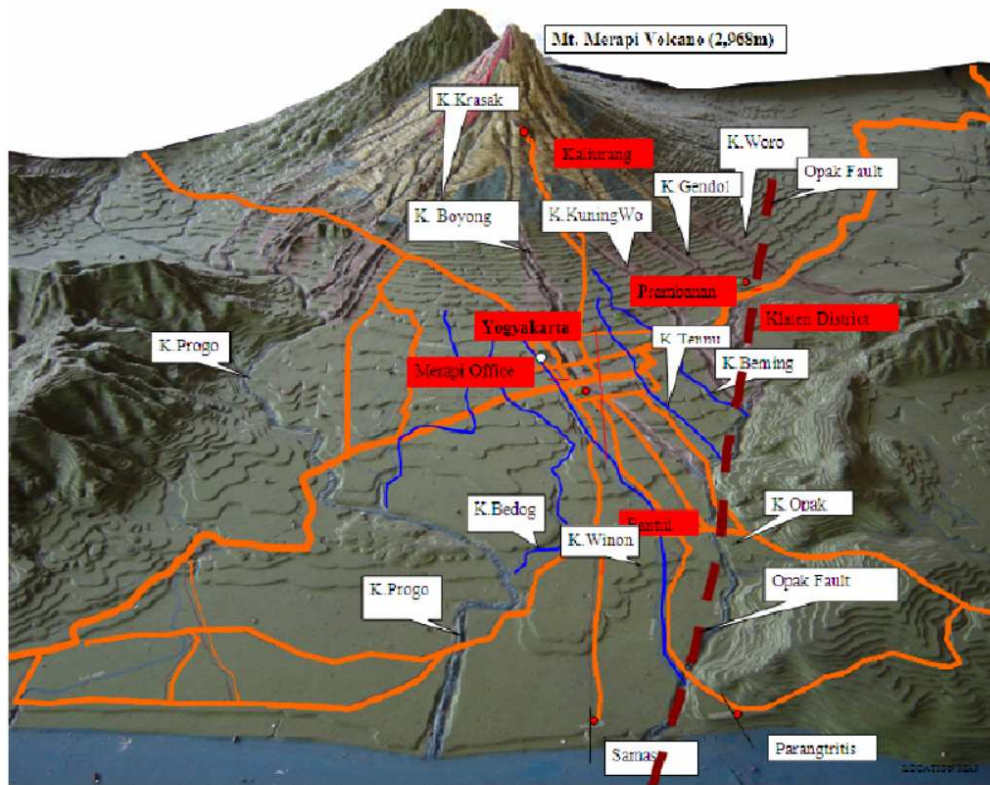 Mt. Merapi Volcano (2,968m)
K.Krasak
Kaliurang
K.Woro
Opak Fault
K.Gendol
K. Boyong
K.KuningWo
Prambanan
Klaten District
Yogyakarta
K.Progo
Merapi Office
K.Bening
K.Opak
K.Bedog
Bantul
K.Winon
K.Progo
Opak Fault
Samas
Parangtritis